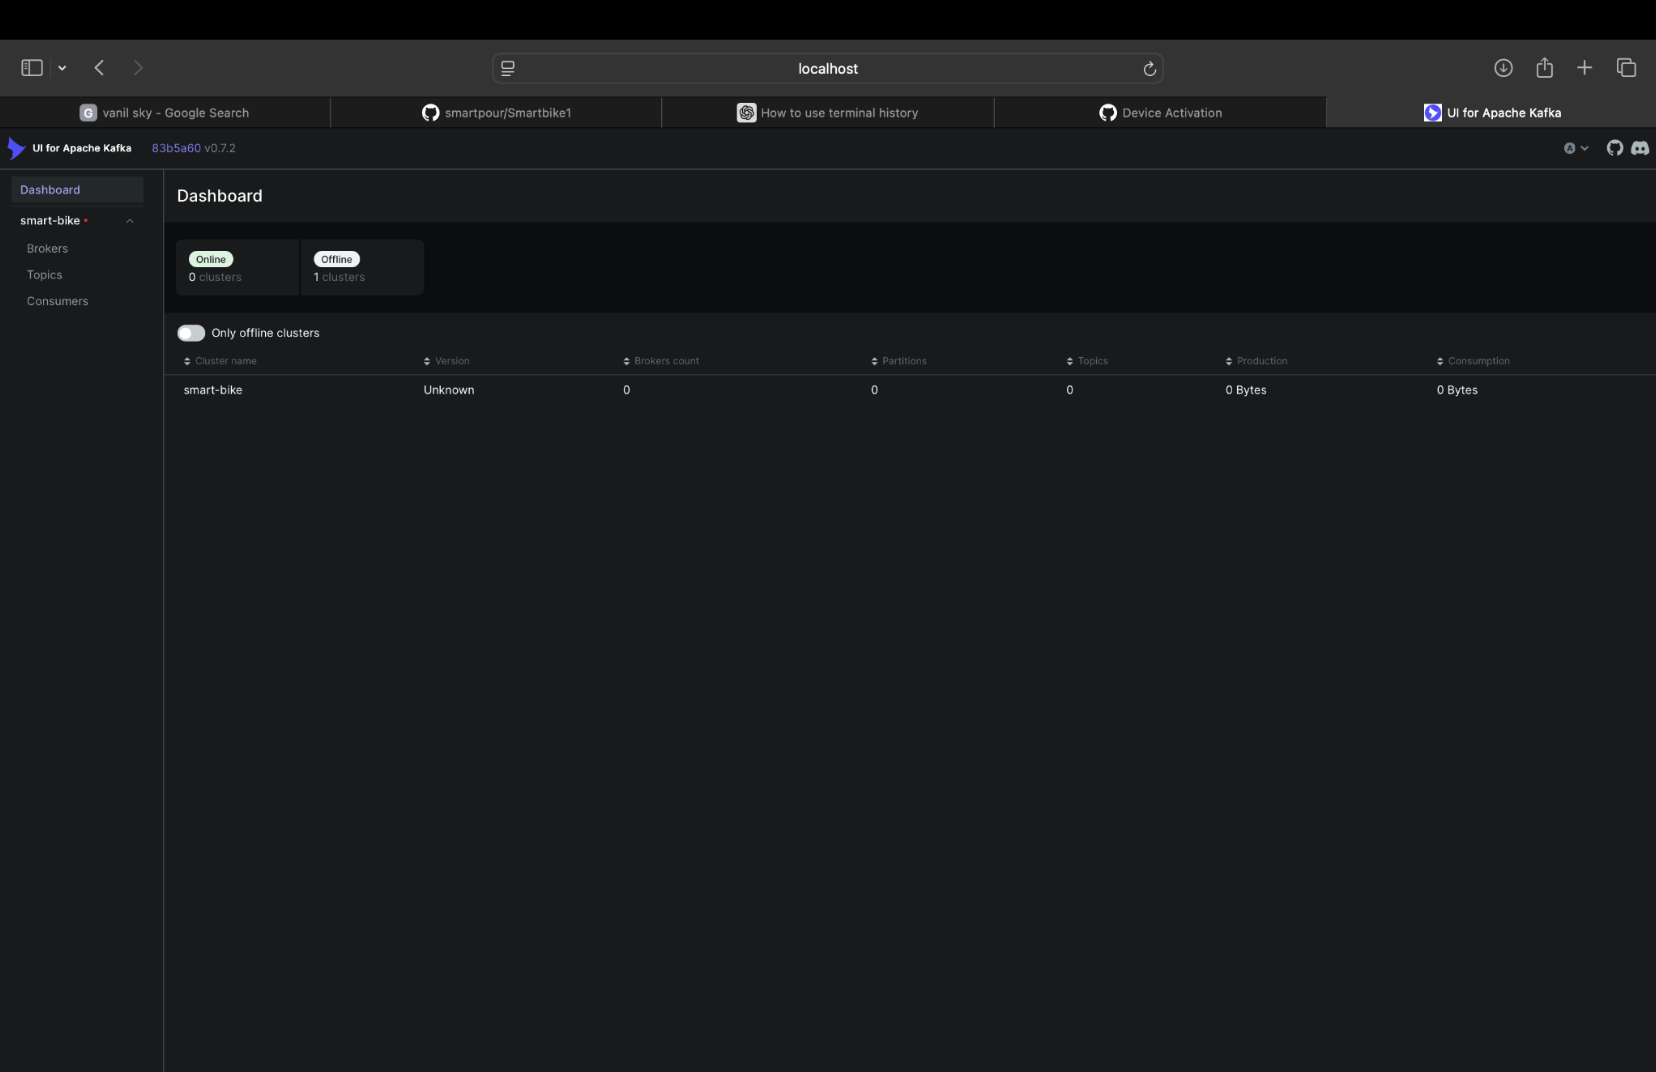 localhost
G vanil sky - Google Search
smartpour/Smartbike1
How to use terminal history
Device Activation
UI for Apache Kafka
UI for Apache Kafka 83b5a60 v0.7.2
A
Dashboard
smart-bike
Brokers
Topics
Consumers
Dashboard
Online
0 clusters
Offline
1 clusters
Only offline clusters
Cluster name Version Brokers count Partitions Topics Production Consumption
smart-bike Unknown 0 0 0 0 Bytes 0 Bytes